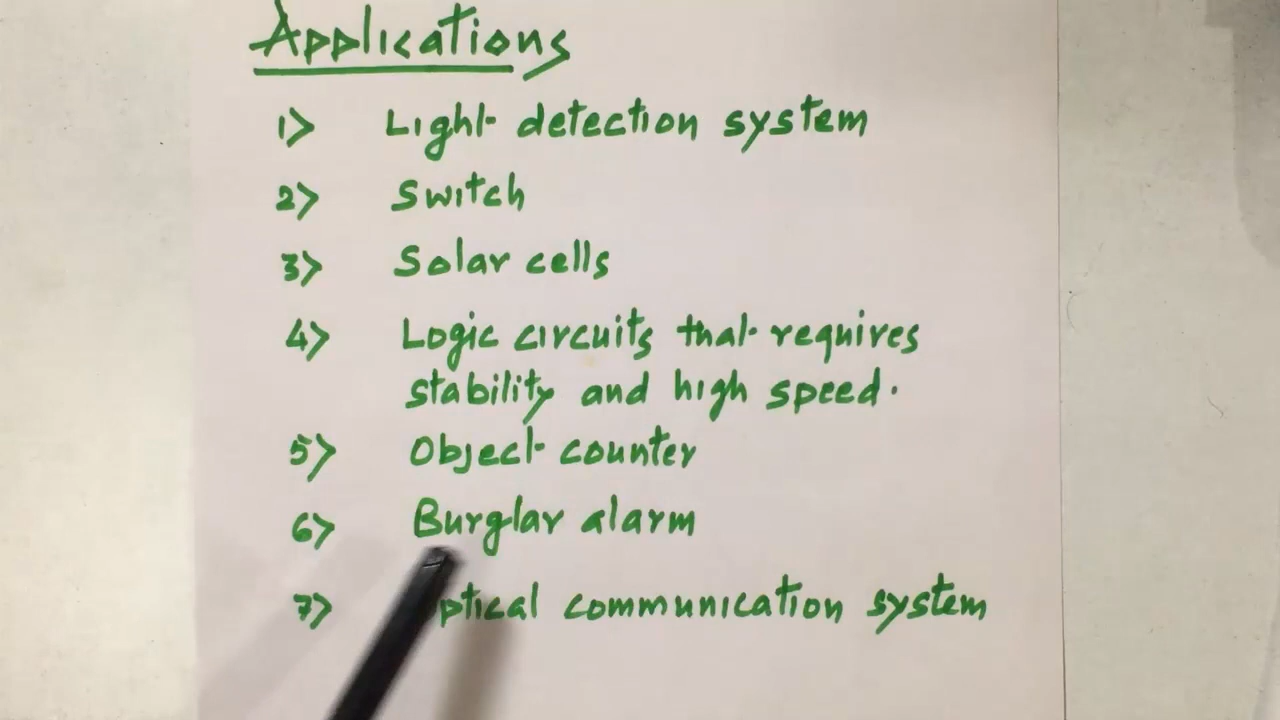 Applications
1> Light detection system
2> Switch
3> Solar cells
4> Logic circuits that requires
stability and high speed.
5> Object counter
6> Burglar alarm
7> communication system